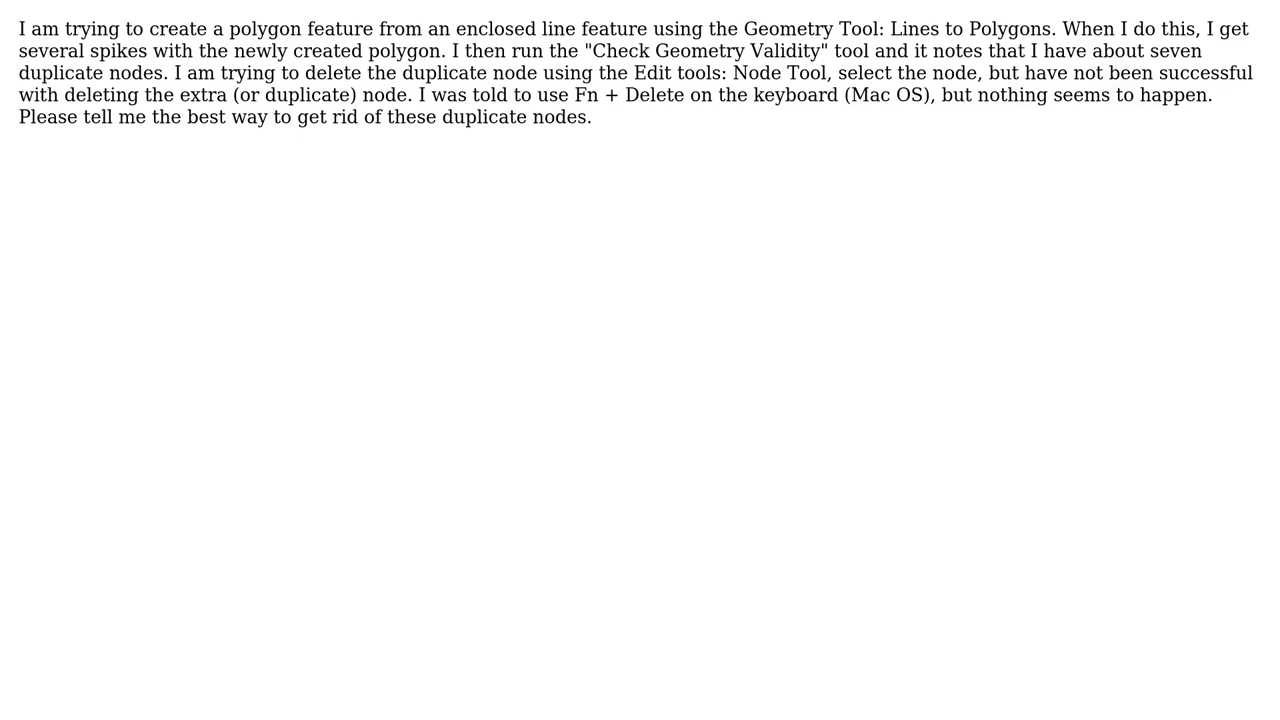 I am trying to create a polygon feature from an enclosed line feature using the Geometry Tool: Lines to Polygons. When I do this, I get
several spikes with the newly created polygon. I then run the "Check Geometry Validity" tool and it notes that I have about seven
duplicate nodes. I am trying to delete the duplicate node using the Edit tools: Node Tool, select the node, but have not been successful
with deleting the extra (or duplicate) node. I was told to use Fn + Delete on the keyboard (Mac OS), but nothing seems to happen.
Please tell me the best way to get rid of these duplicate nodes.